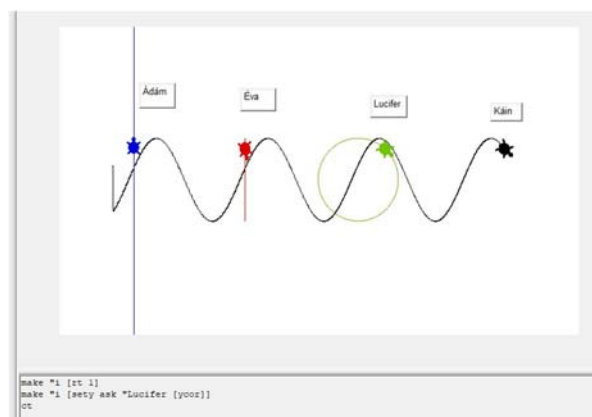 Ádám
Éva
Lucifer
Káin
make "i [rt 1]
make "i [sety ask "Lucifer [ycor]]
ct